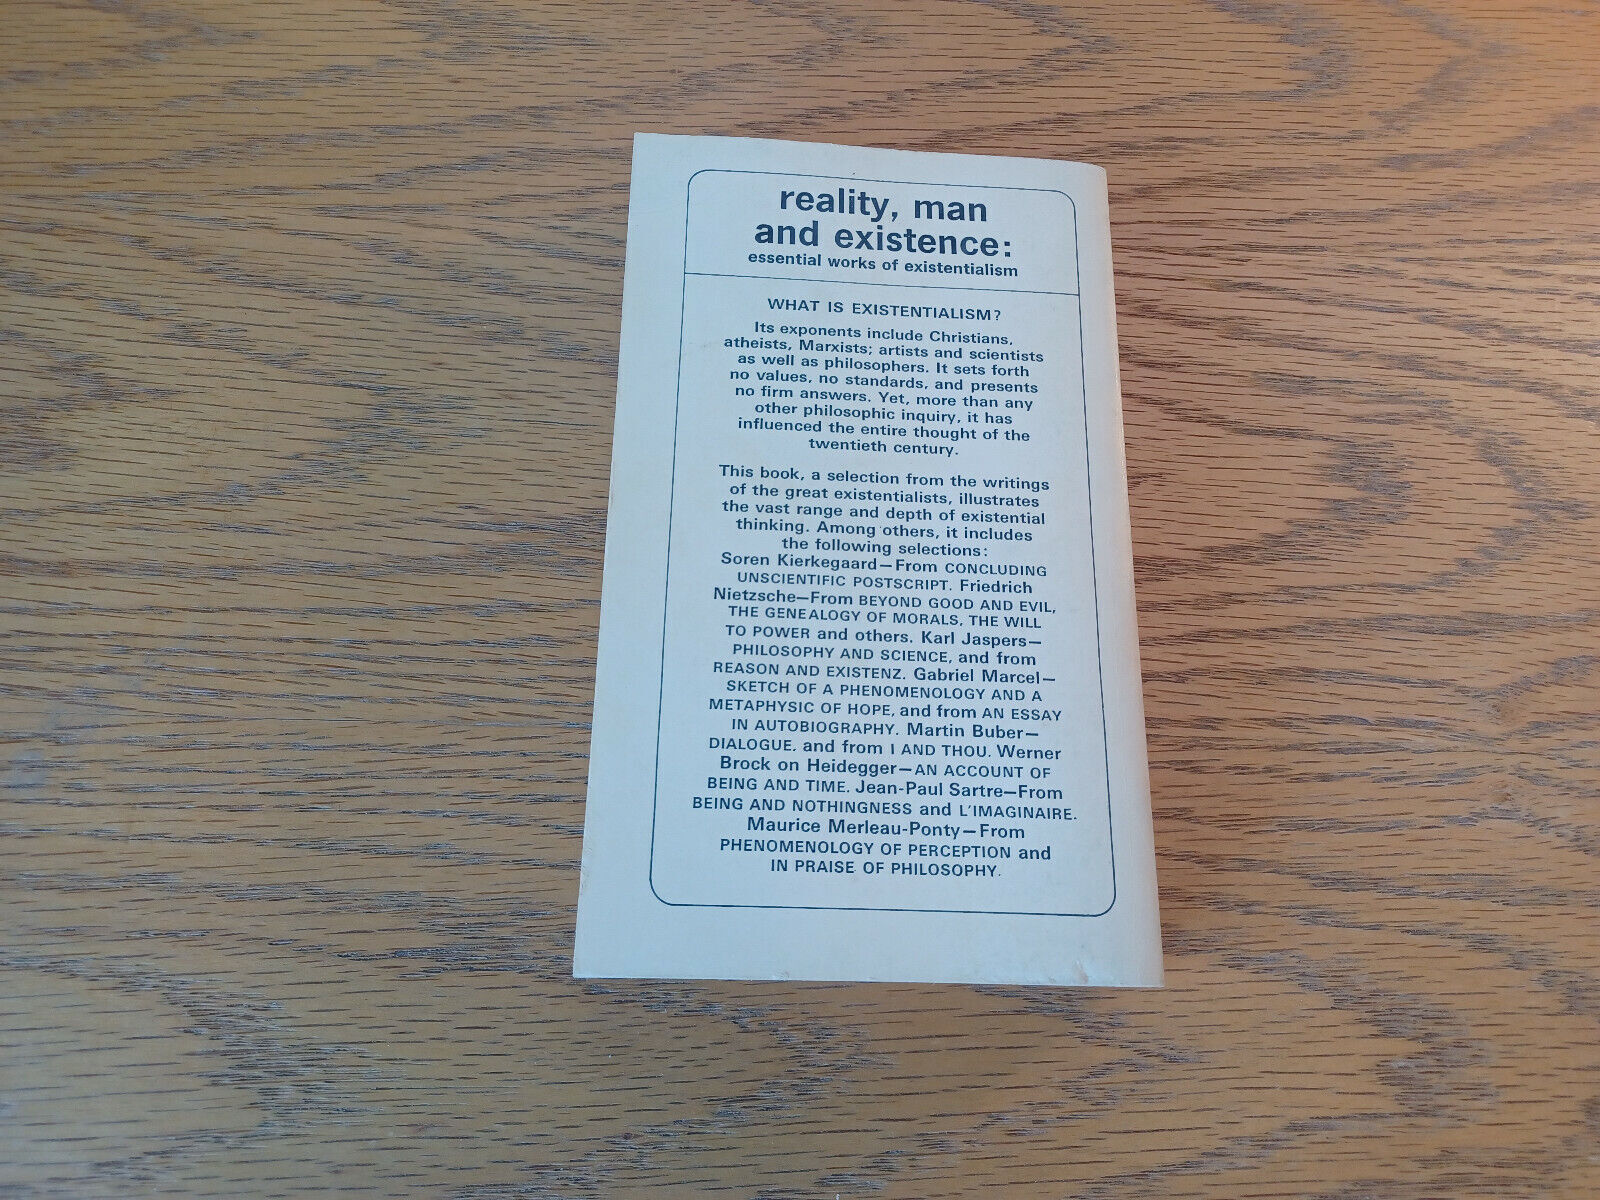 reality, man
and existence:
essential works of existentialism
WHAT IS EXISTENTIALISM?
Its exponents include Christians,
atheists, Marxists; artists and scientists
as well as philosophers. It sets forth
no values, no standards, and presents
no firm answers. Yet, more than any
other philosophic inquiry, it has
influenced the entire thought of the
twentieth century.
This book, a selection from the writings
of the great existentialists, illustrates
the vast range and depth of existential
thinking. Among others, it includes
the following selections:
Soren Kierkegaard—From CONCLUDING
UNSCIENTIFIC POSTSCRIPT. Friedrich
Nietzsche—From BEYOND GOOD AND EVIL,
THE GENEALOGY OF MORALS, THE WILL
TO POWER and others. Karl Jaspers—
PHILOSOPHY AND SCIENCE, and from
REASON AND EXISTENZ. Gabriel Marcel—
SKETCH OF A PHENOMENOLOGY AND A
METAPHYSIC OF HOPE, and from AN ESSAY
IN AUTOBIOGRAPHY. Martin Buber—
DIALOGUE, and from I AND THOU. Werner
Brock on Heidegger—AN ACCOUNT OF
BEING AND TIME. Jean-Paul Sartre—From
BEING AND NOTHINGNESS and L'IMAGINAIRE.
Maurice Merleau-Ponty—From
PHENOMENOLOGY OF PERCEPTION and
IN PRAISE OF PHILOSOPHY.